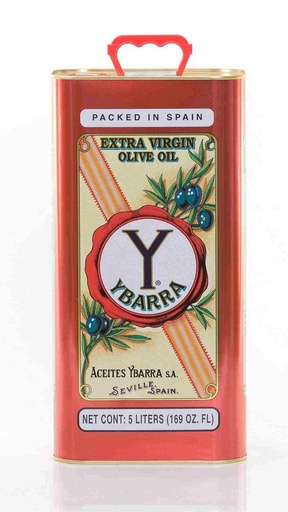 PACKED IN SPAIN
EXTRA VIRGIN
OLIVE OIL
Y®
YBARRA
ACEITES YBARRA S.A.
SEVILLE. SPAIN.
NET CONT: 5 LITERS (169 OZ. FL)